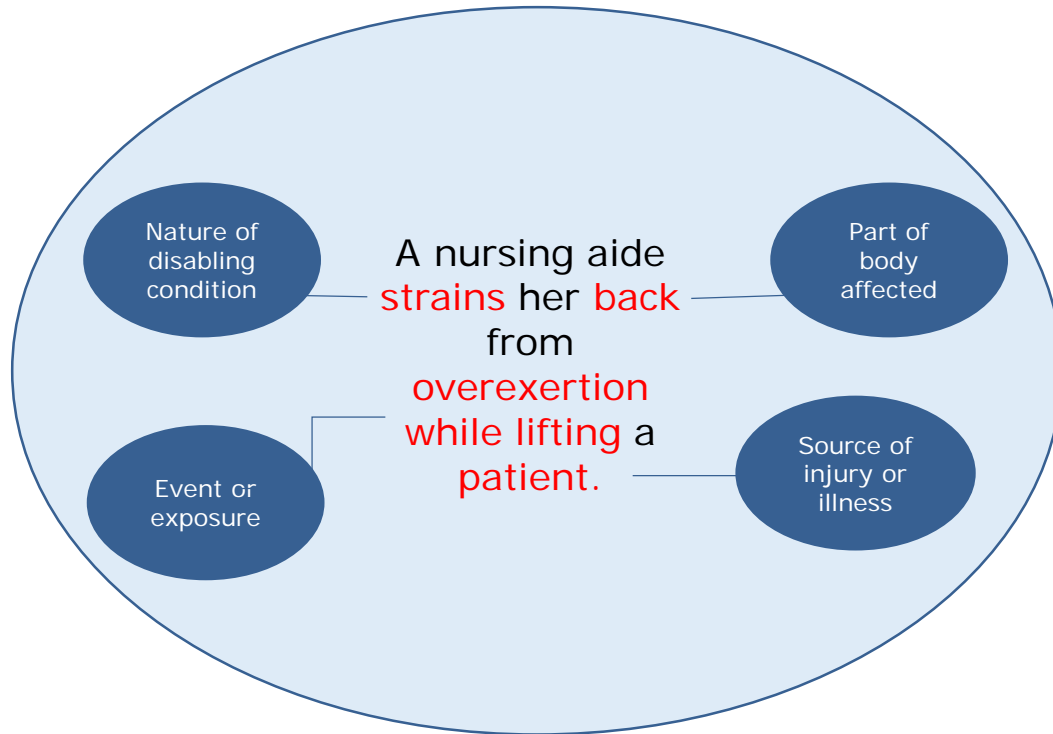 Nature of
disabling
condition
Part of
body
affected
A nursing aide
strains her back
from
overexertion
while lifting a
patient.
Event or
exposure
Source of
injury or
illness